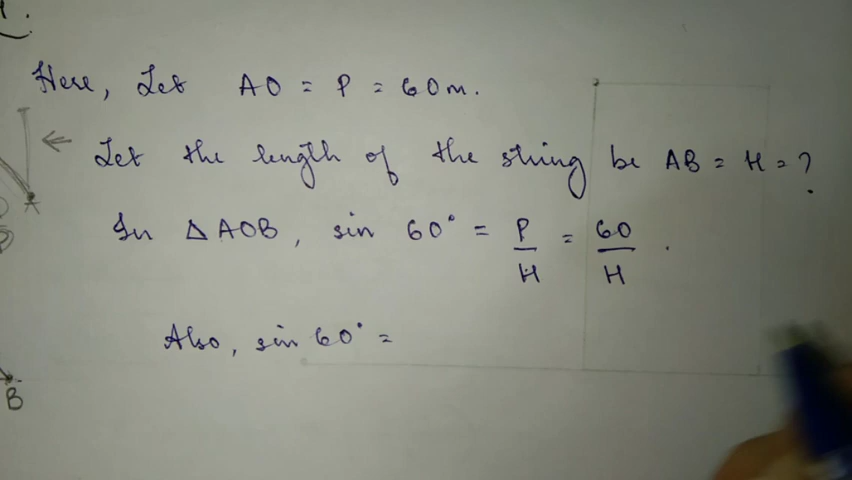 1.
Here, Let AO = P = 60m.
Let the length of the string be AB = H = ?
A
In △AOB, sin 60° = P/H = 60/H .
Also, sin 60° =
B